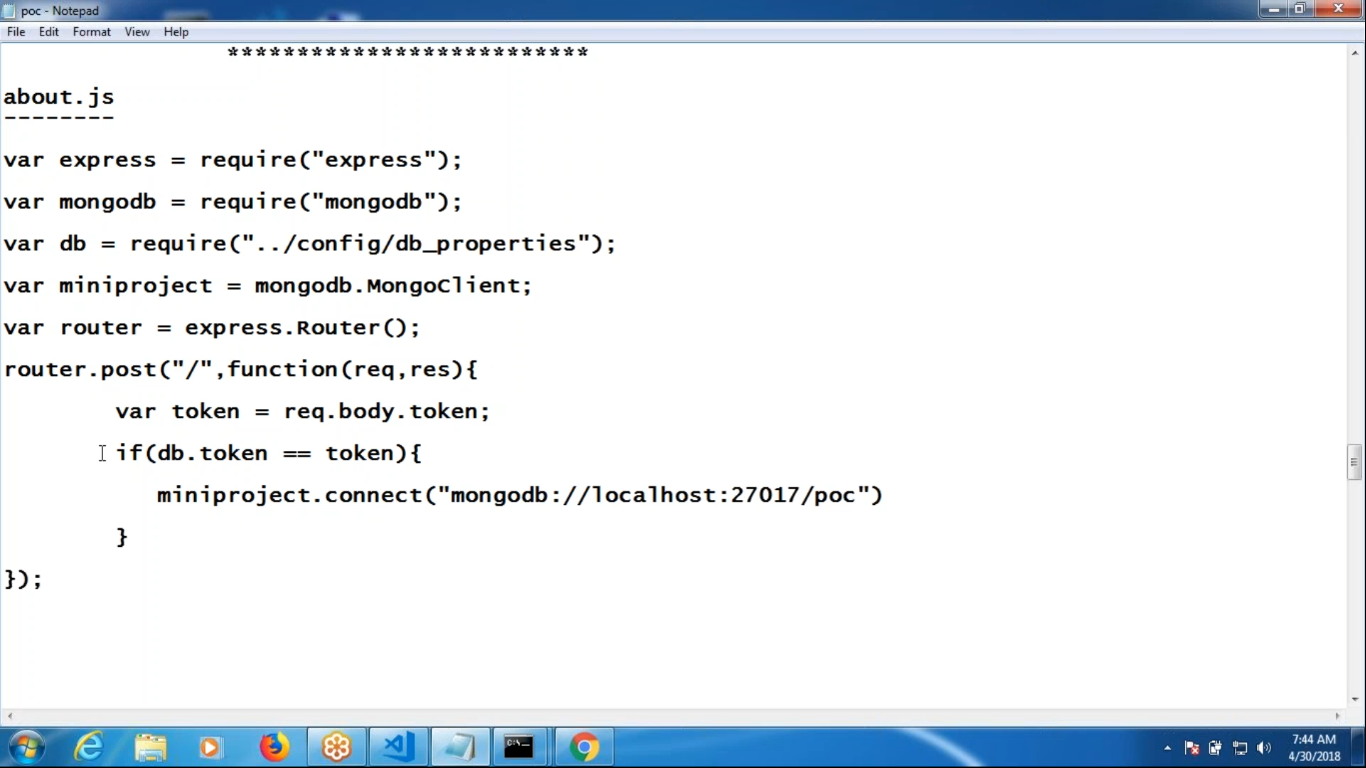 poc - Notepad
File Edit Format View Help
**************************
about.js
--------
var express = require("express");
var mongodb = require("mongodb");
var db = require("../config/db_properties");
var miniproject = mongodb.MongoClient;
var router = express.Router();
router.post("/",function(req,res){
var token = req.body.token;
if(db.token == token){
miniproject.connect("mongodb://localhost:27017/poc")
}
});
7:44 AM
4/30/2018